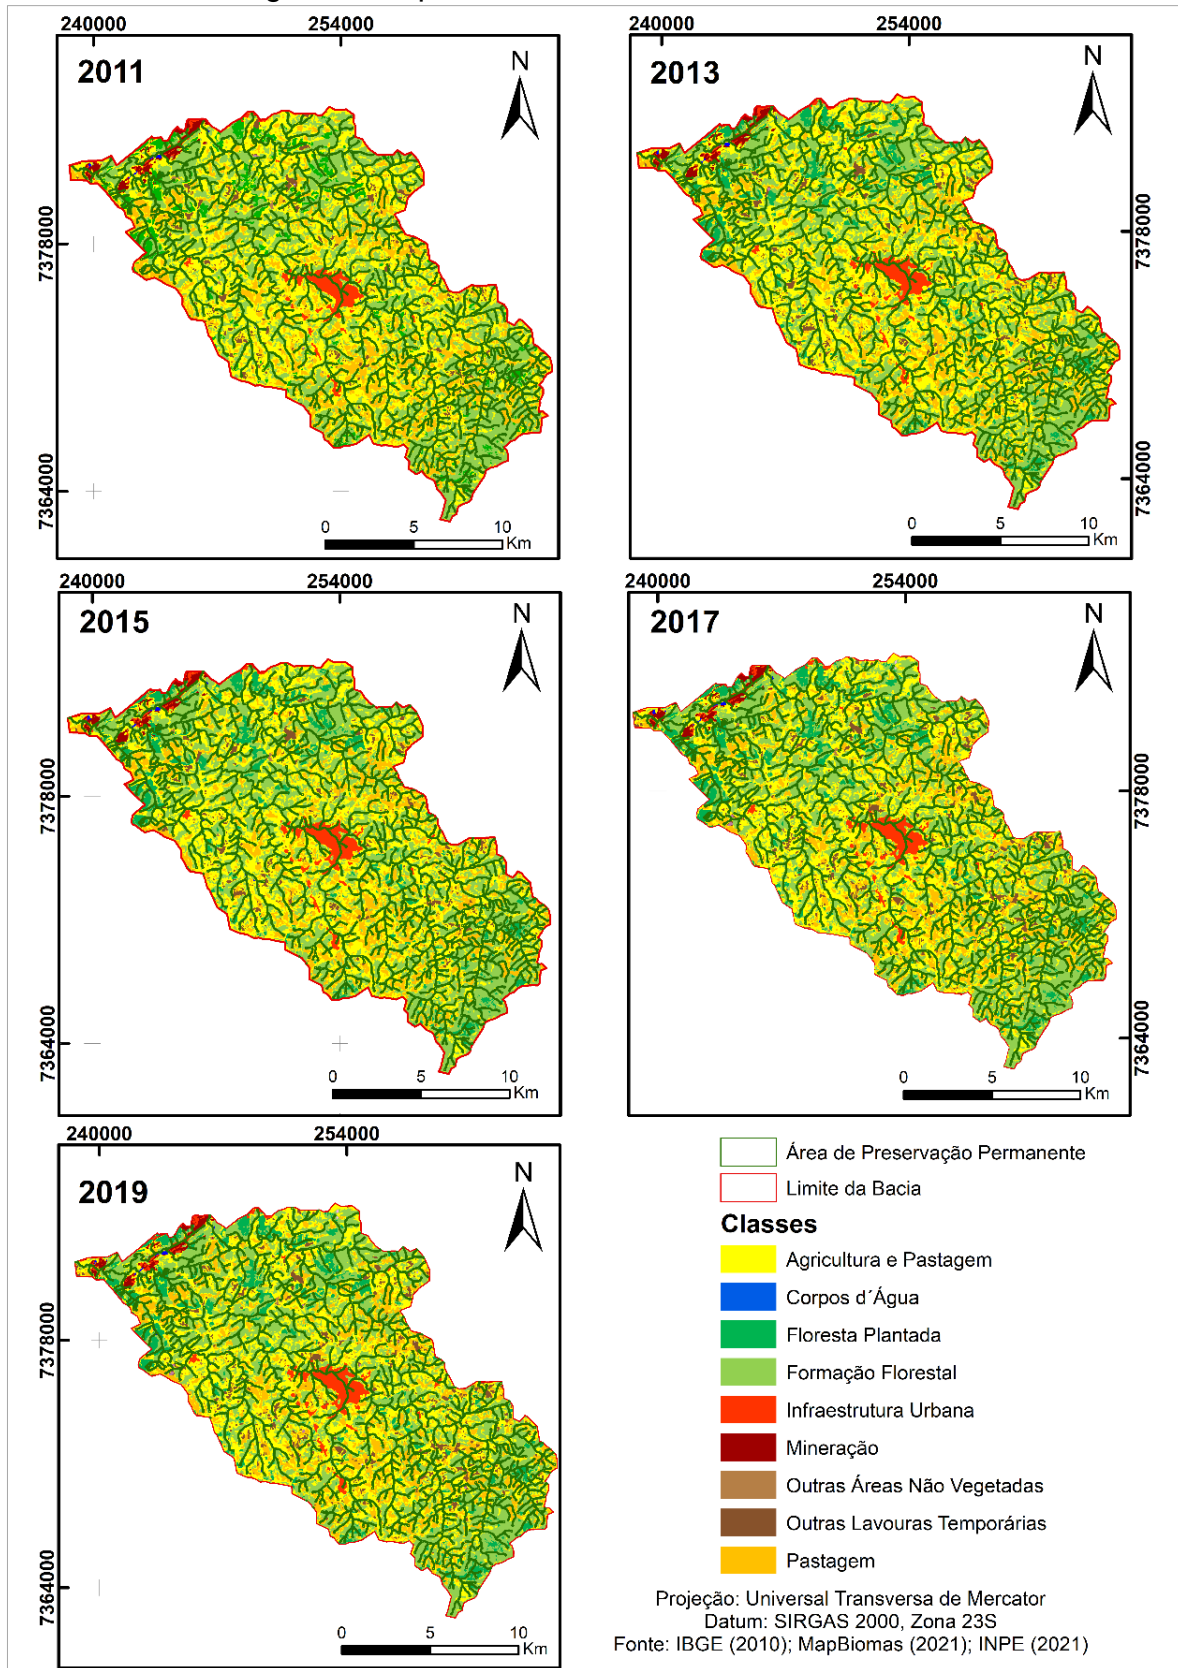 240000 254000
2011
N
7378000
7364000
0 5 10
Km
240000 254000
2013
N
7378000
7364000
0 5 10
Km
240000 254000
2015
N
7378000
7364000
0 5 10
Km
240000 254000
2017
N
7378000
7364000
0 5 10
Km
240000 254000
2019
N
7378000
7364000
0 5 10
Km
Área de Preservação Permanente
Limite da Bacia
Classes
Agricultura e Pastagem
Corpos d´Água
Floresta Plantada
Formação Florestal
Infraestrutura Urbana
Mineração
Outras Áreas Não Vegetadas
Outras Lavouras Temporárias
Pastagem
Projeção: Universal Transversa de Mercator
Datum: SIRGAS 2000, Zona 23S
Fonte: IBGE (2010); MapBiomas (2021); INPE (2021)